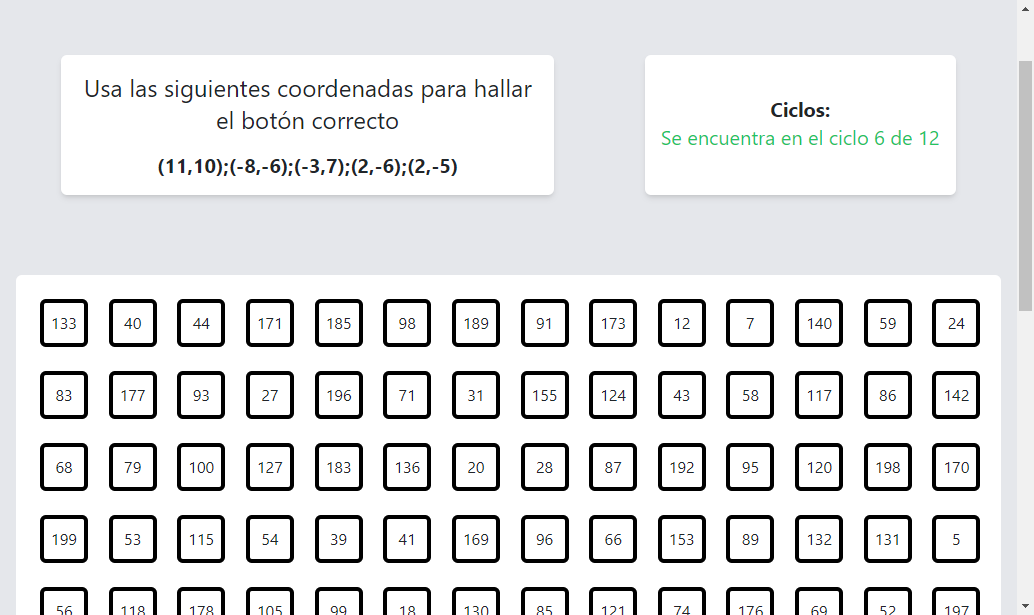 Usa las siguientes coordenadas para hallar
el botón correcto
(11,10);(-8,-6);(-3,7);(2,-6);(2,-5)
Ciclos:
Se encuentra en el ciclo 6 de 12
133 40 44 171 185 98 189 91 173 12 7 140 59 24
83 177 93 27 196 71 31 155 124 43 58 117 86 142
68 79 100 127 183 136 20 28 87 192 95 120 198 170
199 53 115 54 39 41 169 96 66 153 89 132 131 5
56 118 178 105 99 18 130 85 121 74 176 69 52 197